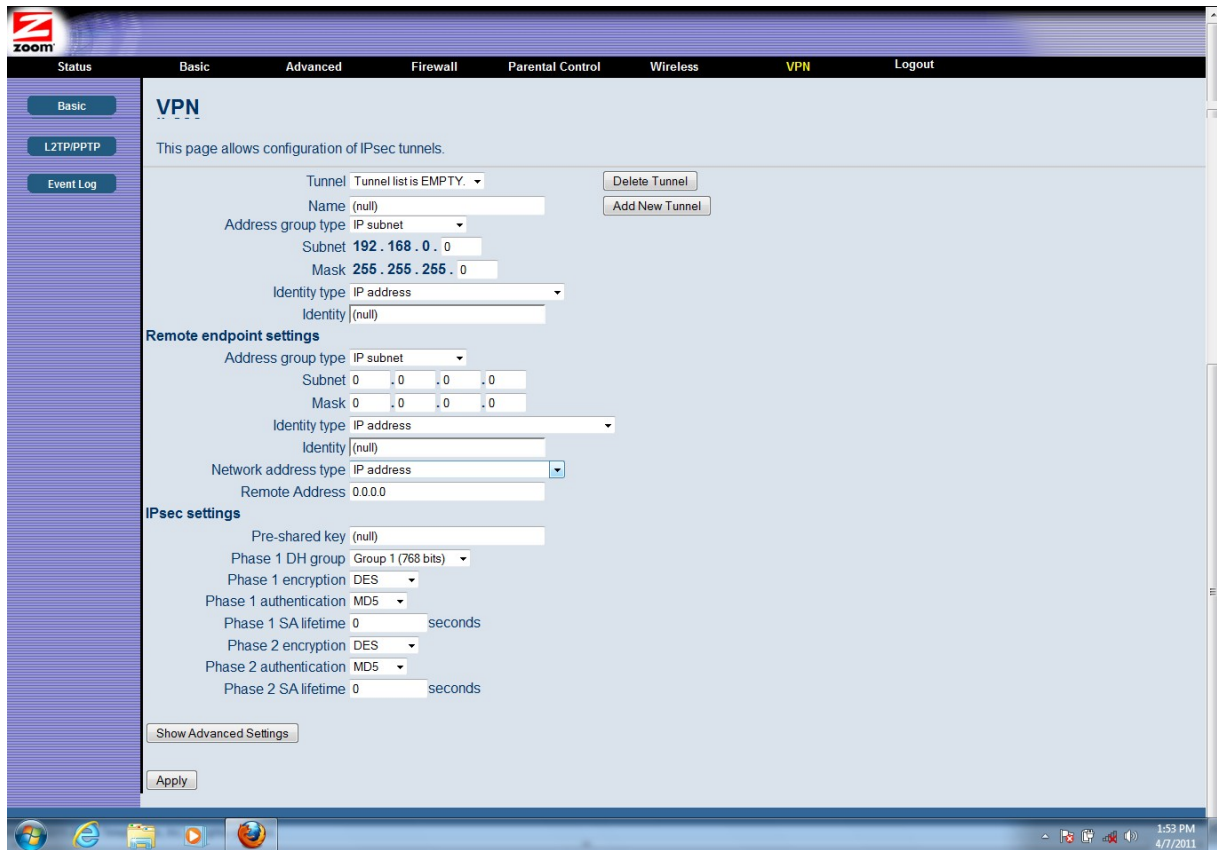 zoom
Status Basic Advanced Firewall Parental Control Wireless VPN Logout
Basic
L2TP/PPTP
Event Log
VPN
This page allows configuration of IPsec tunnels.
Tunnel Tunnel list is EMPTY. Delete Tunnel
Name (null) Add New Tunnel
Address group type IP subnet
Subnet 192 . 168 . 0 . 0
Mask 255 . 255 . 255 . 0
Identity type IP address
Identity (null)
Remote endpoint settings
Address group type IP subnet
Subnet 0 . 0 . 0 . 0
Mask 0 . 0 . 0 . 0
Identity type IP address
Identity (null)
Network address type IP address
Remote Address 0.0.0.0
IPsec settings
Pre-shared key (null)
Phase 1 DH group Group 1 (768 bits)
Phase 1 encryption DES
Phase 1 authentication MD5
Phase 1 SA lifetime 0 seconds
Phase 2 encryption DES
Phase 2 authentication MD5
Phase 2 SA lifetime 0 seconds
Show Advanced Settings
Apply
1:53 PM
4/7/2011